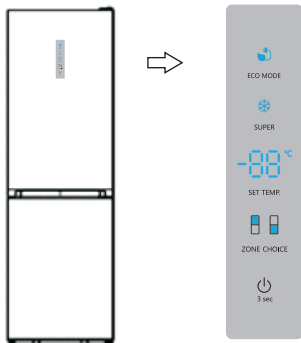 ECO MODE
SUPER
-88 °C
SET TEMP.
ZONE CHOICE
3 sec